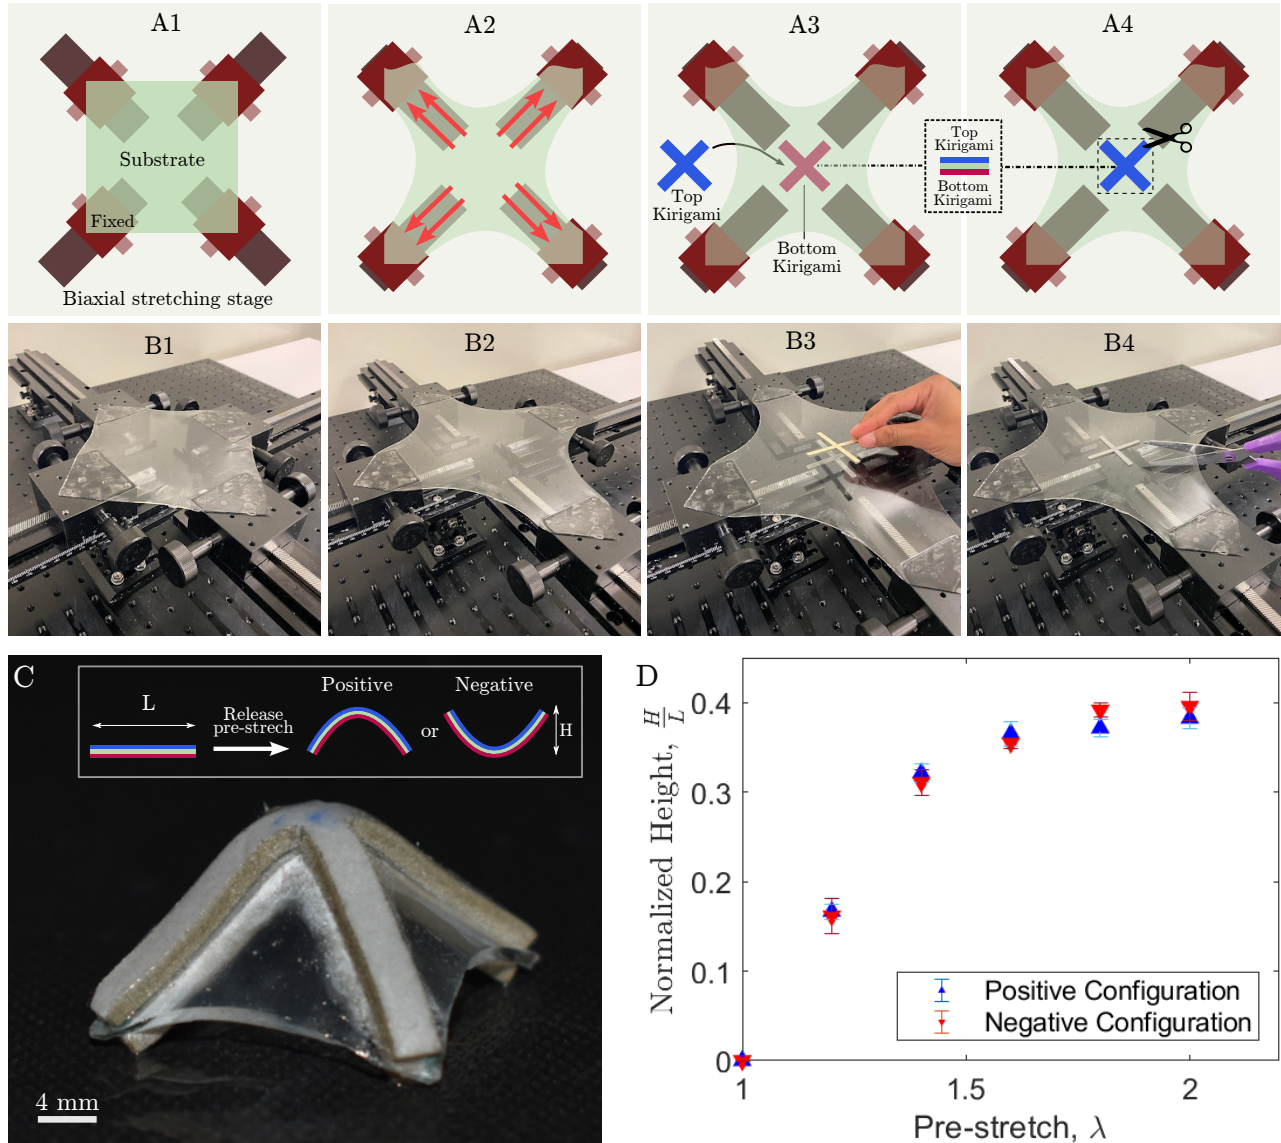 A1
Substrate
Fixed
Biaxial stretching stage
A2
A3
Top
Kirigami
Bottom
Kirigami
Top
Kirigami
Bottom
Kirigami
A4
B1
B2
B3
B4
C
L
Release
pre-strech
Positive
or
Negative
H
4 mm
D
Normalized Height, H/L
0.4
0.3
0.2
0.1
0
1
1.5
2
Pre-stretch, λ
Positive Configuration
Negative Configuration